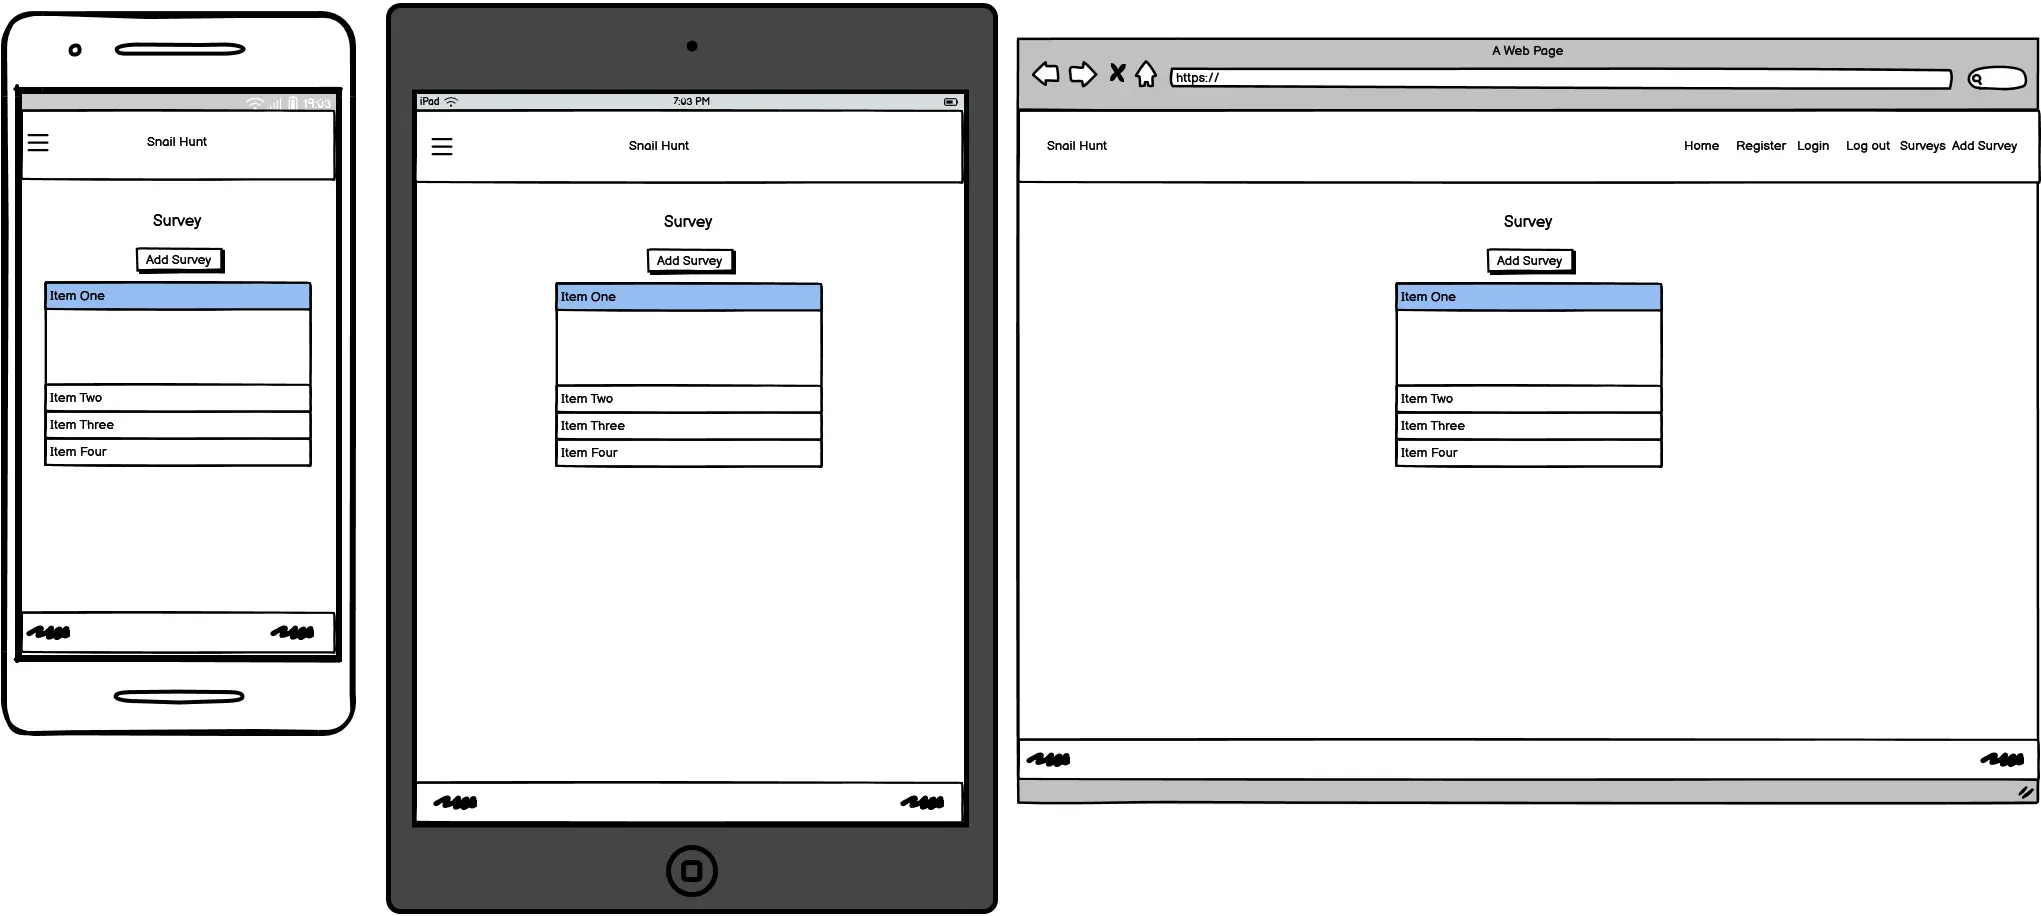 19:03
Snail Hunt
Survey
Add Survey
Item One
Item Two
Item Three
Item Four
iPad
7:03 PM
Snail Hunt
Survey
Add Survey
Item One
Item Two
Item Three
Item Four
A Web Page
https://
Snail Hunt
Home Register Login Log out Surveys Add Survey
Survey
Add Survey
Item One
Item Two
Item Three
Item Four